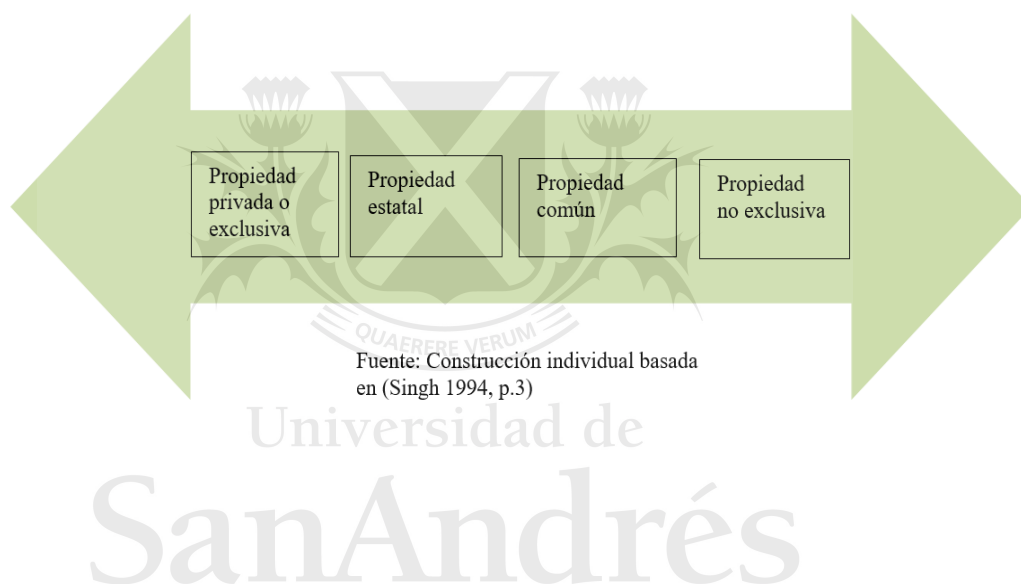 Propiedad
privada o
exclusiva
Propiedad
estatal
Propiedad
común
Propiedad
no exclusiva
QUAERERE VERUM
Fuente: Construcción individual basada
en (Singh 1994, p.3)
Universidad de
SanAndrés